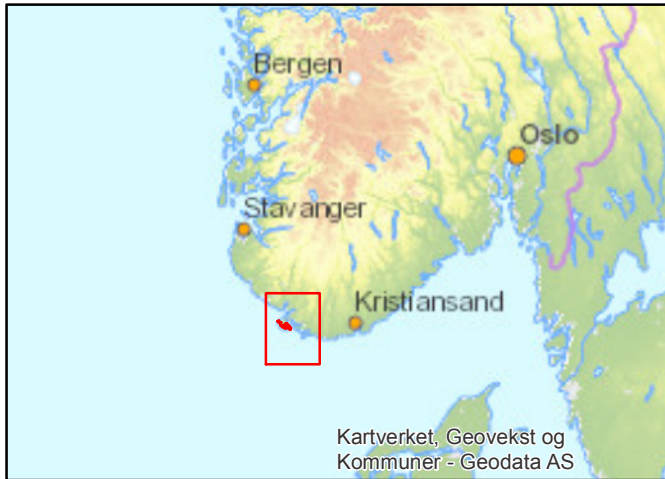 Bergen
Oslo
Stavanger
Kristiansand
Kartverket, Geovekst og
Kommuner - Geodata AS